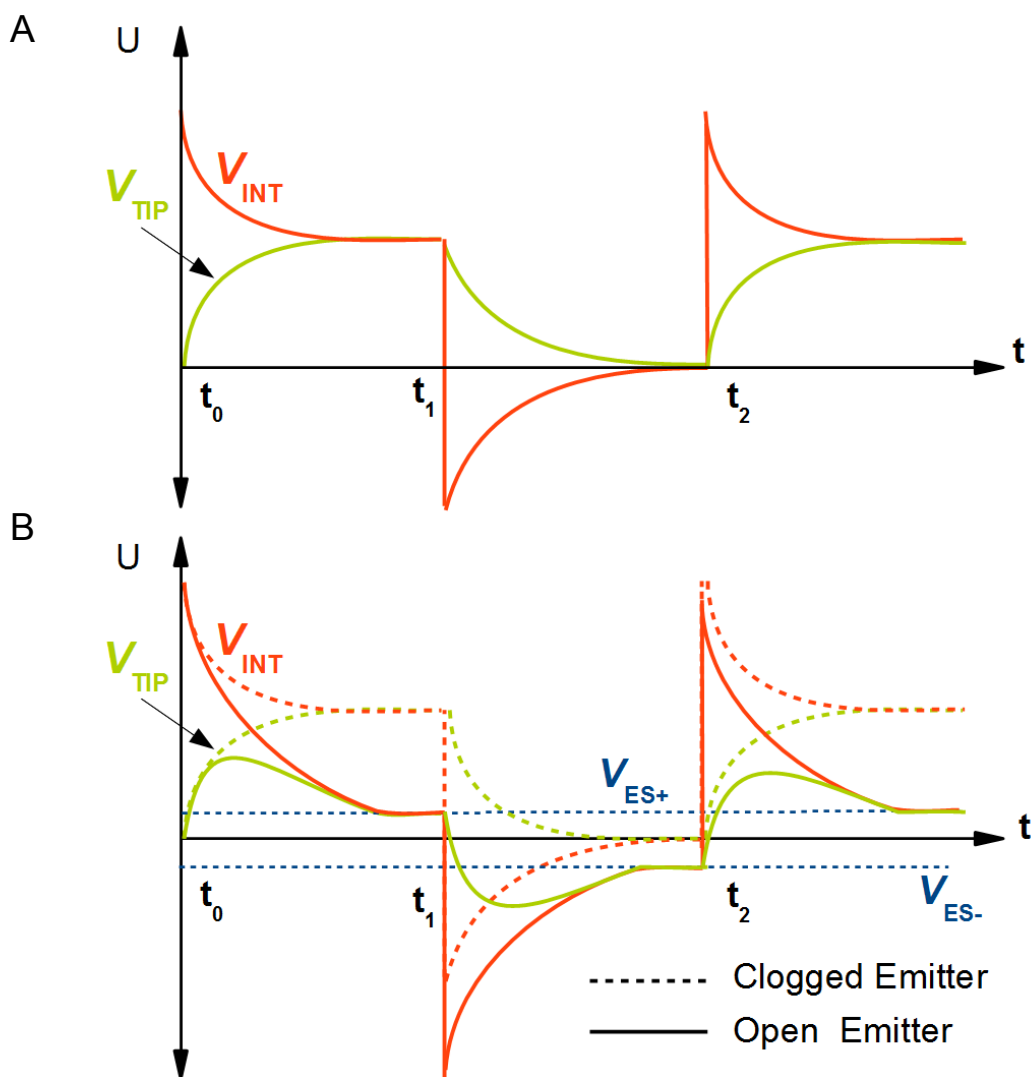 A
U
V_INT
V_TIP
t
t_0
t_1
t_2
B
U
V_INT
V_TIP
V_ES+
t
t_0
t_1
t_2
V_ES-
Clogged Emitter
Open Emitter